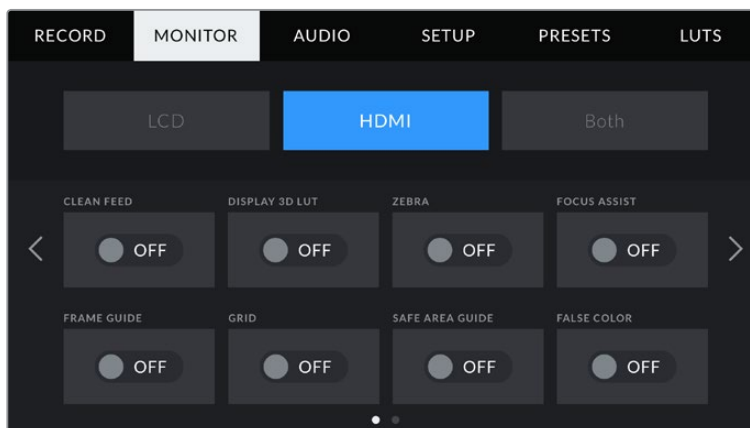 RECORD MONITOR AUDIO SETUP PRESETS LUTS
LCD HDMI Both
CLEAN FEED DISPLAY 3D LUT ZEBRA FOCUS ASSIST
OFF OFF OFF OFF
FRAME GUIDE GRID SAFE AREA GUIDE FALSE COLOR
OFF OFF OFF OFF